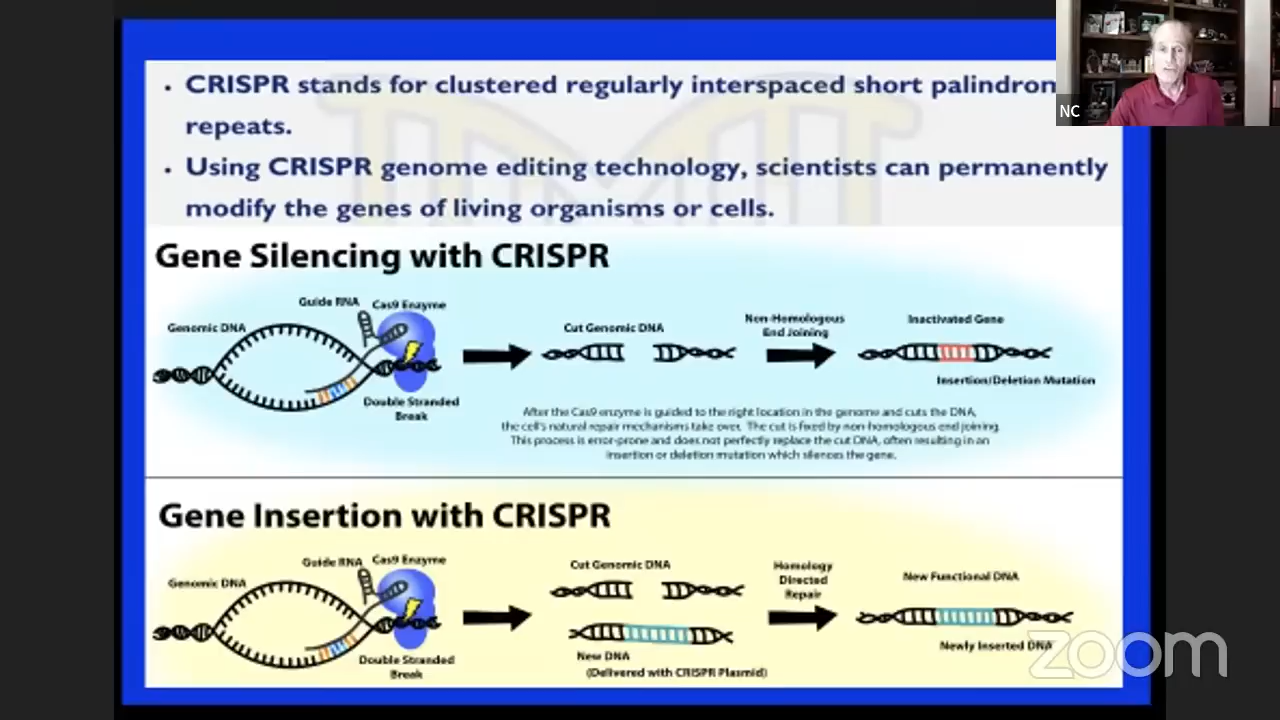 • CRISPR stands for clustered regularly interspaced short palindrom
repeats.
• Using CRISPR genome editing technology, scientists can permanently
modify the genes of living organisms or cells.
NC
Gene Silencing with CRISPR
Guide RNA
Cas9 Enzyme
Genomic DNA
Double Stranded
Break
Cut Genomic DNA
Non-Homologous
End Joining
Inactivated Gene
Insertion/Deletion Mutation
After the Cas9 enzyme is guided to the right location in the genome and cuts the DNA,
the cell's natural repair mechanisms take over. The cut is fixed by non-homologous end joining.
This process is error-prone and does not perfectly replace the cut DNA, often resulting in an
insertion or deletion mutation which silences the gene.
Gene Insertion with CRISPR
Guide RNA
Cas9 Enzyme
Genomic DNA
Double Stranded
Break
Cut Genomic DNA
New DNA
(Delivered with CRISPR Plasmid)
Homology
Directed
Repair
New Functional DNA
Newly Inserted DNA
zoom